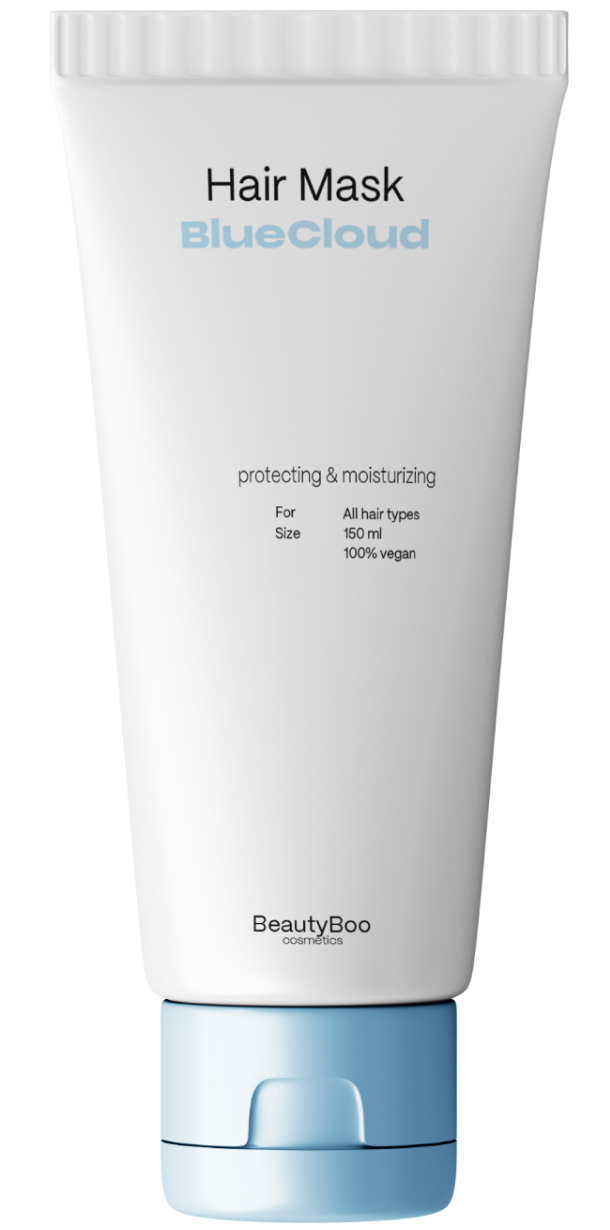 Hair Mask
BlueCloud
protecting & moisturizing
For All hair types
Size 150 ml
100% vegan
BeautyBoo
cosmetics